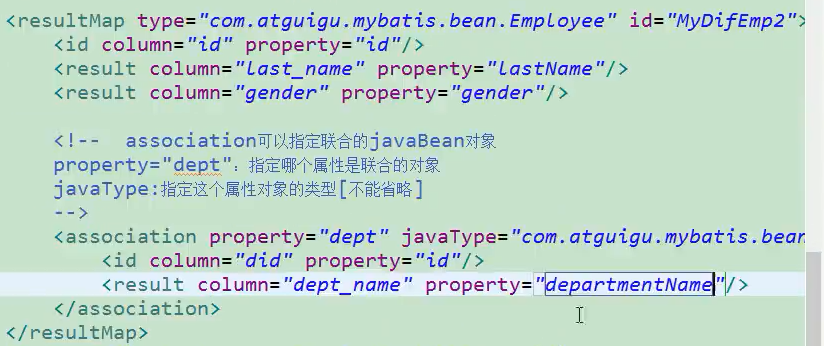 <resultMap type="com.atguigu.mybatis.bean.Employee" id="MyDifEmp2">
<id column="id" property="id"/>
<result column="last_name" property="lastName"/>
<result column="gender" property="gender"/>
<!-- association可以指定联合的javaBean对象
property="dept"：指定哪个属性是联合的对象
javaType:指定这个属性对象的类型[不能省略]
-->
<association property="dept" javaType="com.atguigu.mybatis.bean
<id column="did" property="id"/>
<result column="dept_name" property="departmentName"/>
</association>
</resultMap>